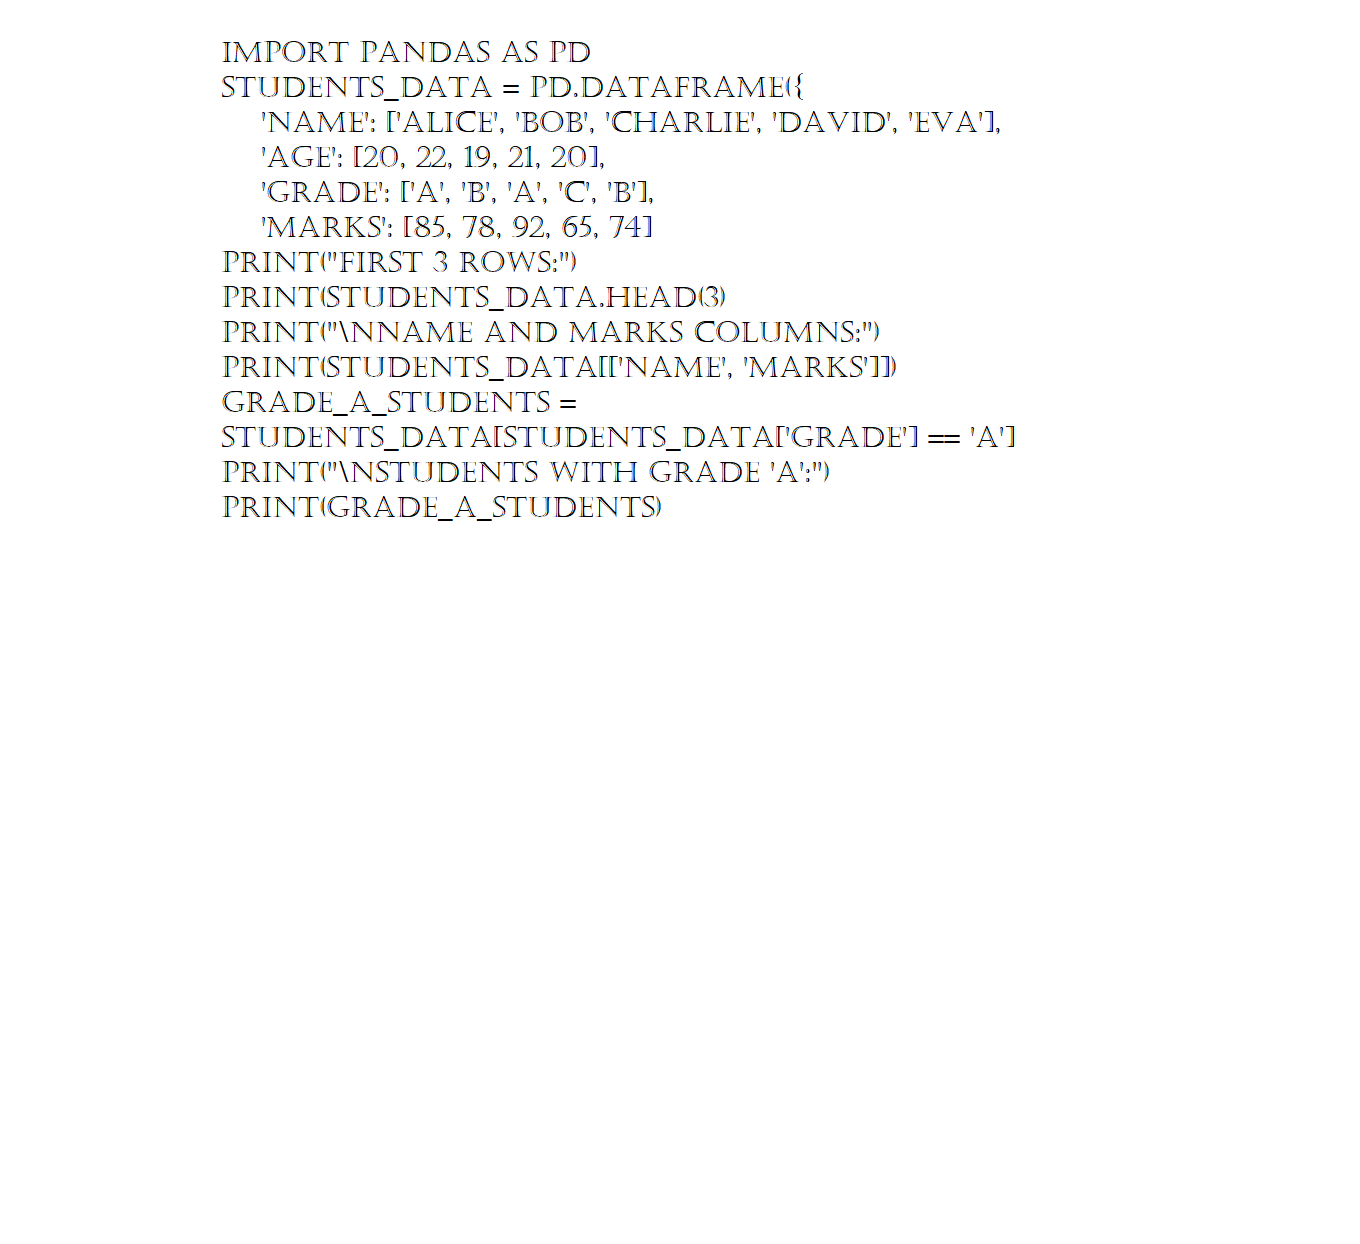 IMPORT PANDAS AS PD
STUDENTS_DATA = PD.DATAFRAME({
    'NAME': ['ALICE', 'BOB', 'CHARLIE', 'DAVID', 'EVA'],
    'AGE': [20, 22, 19, 21, 20],
    'GRADE': ['A', 'B', 'A', 'C', 'B'],
    'MARKS': [85, 78, 92, 65, 74]
PRINT("FIRST 3 ROWS:")
PRINT(STUDENTS_DATA.HEAD(3)
PRINT("\NNAME AND MARKS COLUMNS:")
PRINT(STUDENTS_DATA[['NAME', 'MARKS']])
GRADE_A_STUDENTS =
STUDENTS_DATA[STUDENTS_DATA['GRADE'] == 'A']
PRINT("\NSTUDENTS WITH GRADE 'A':")
PRINT(GRADE_A_STUDENTS)